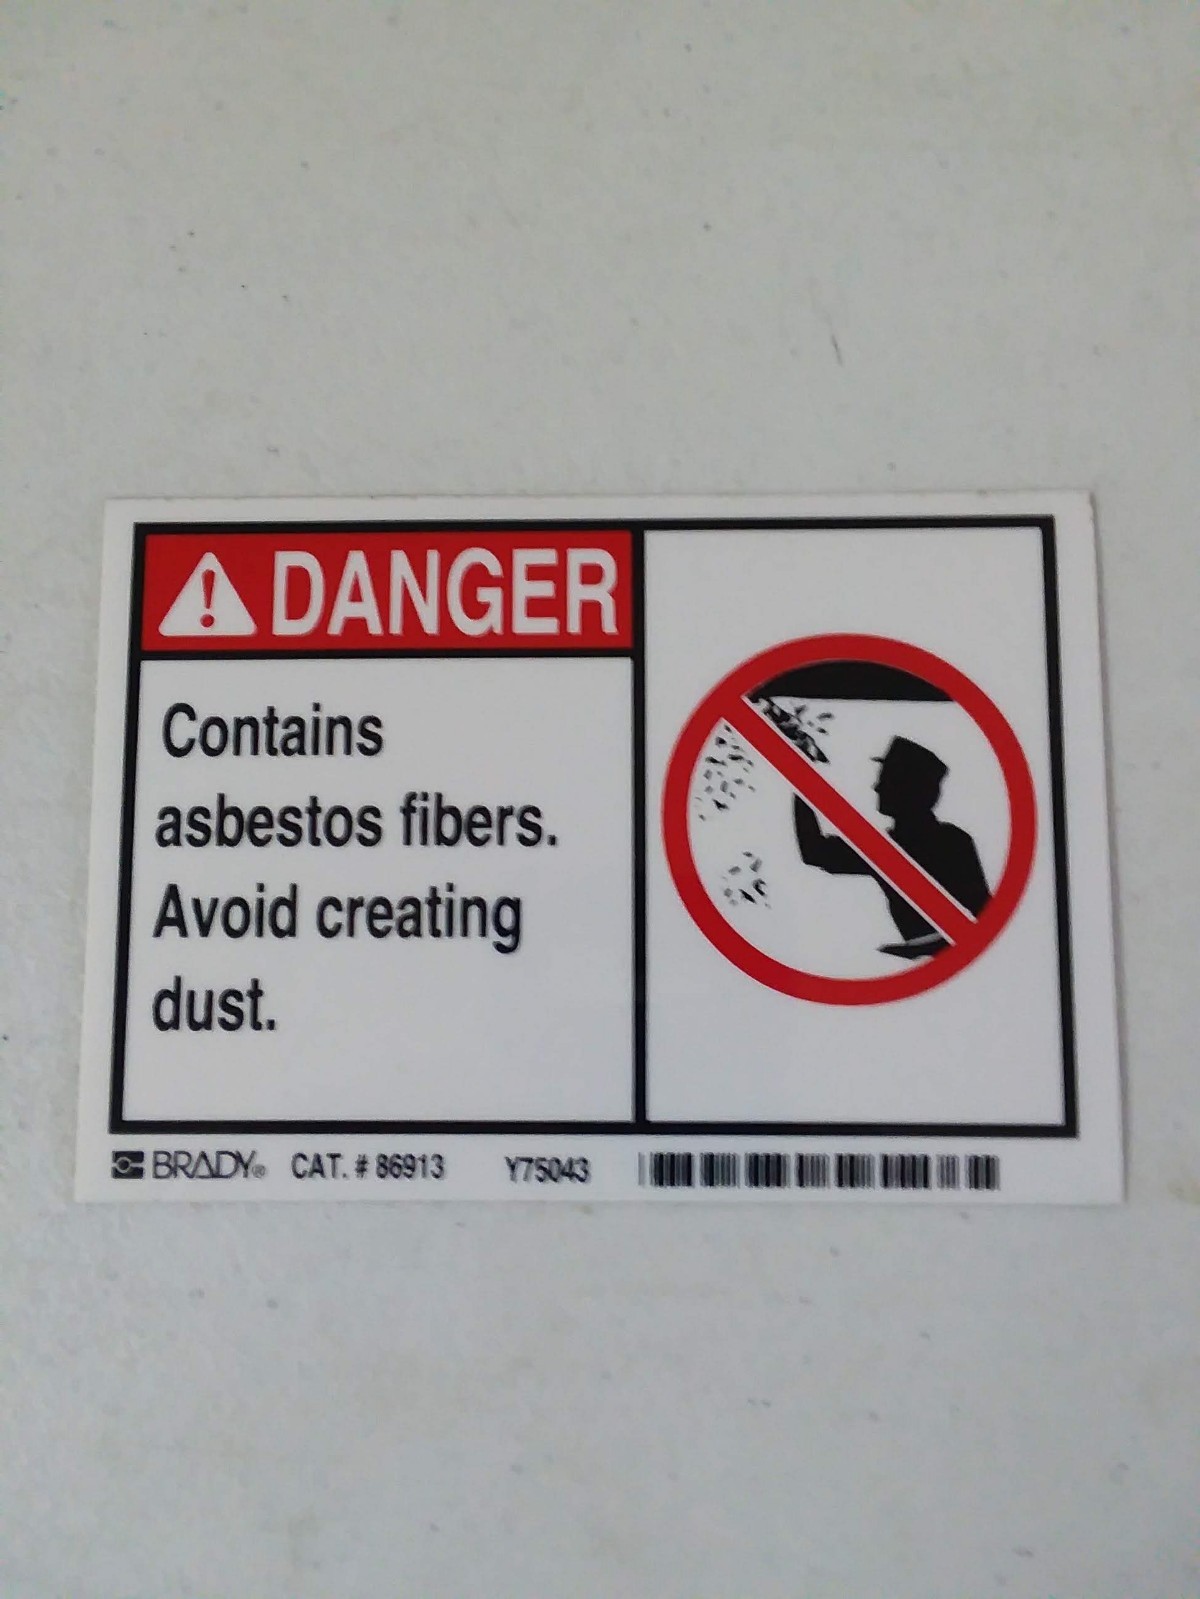 DANGER
Contains
asbestos fibers.
Avoid creating
dust.
BRADY® CAT. # 86913 Y75043